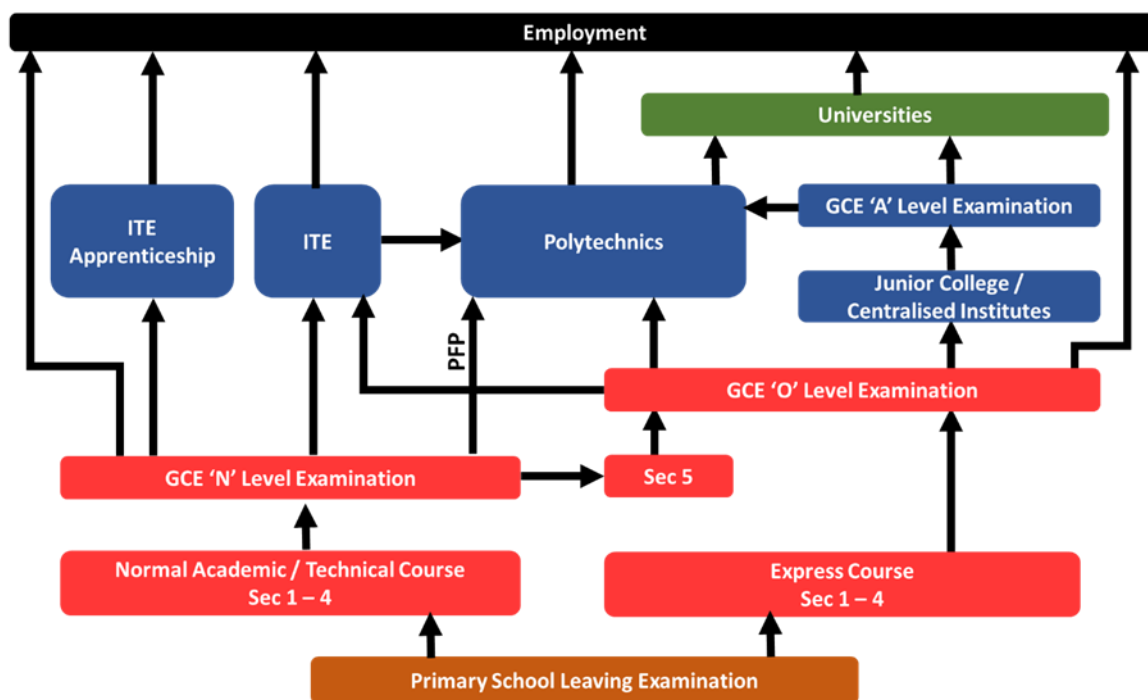 Employment
Universities
ITE
Apprenticeship
ITE
Polytechnics
GCE ‘A’ Level Examination
Junior College /
Centralised Institutes
PFP
GCE ‘O’ Level Examination
GCE ‘N’ Level Examination
Sec 5
Normal Academic / Technical Course
Sec 1 – 4
Express Course
Sec 1 – 4
Primary School Leaving Examination